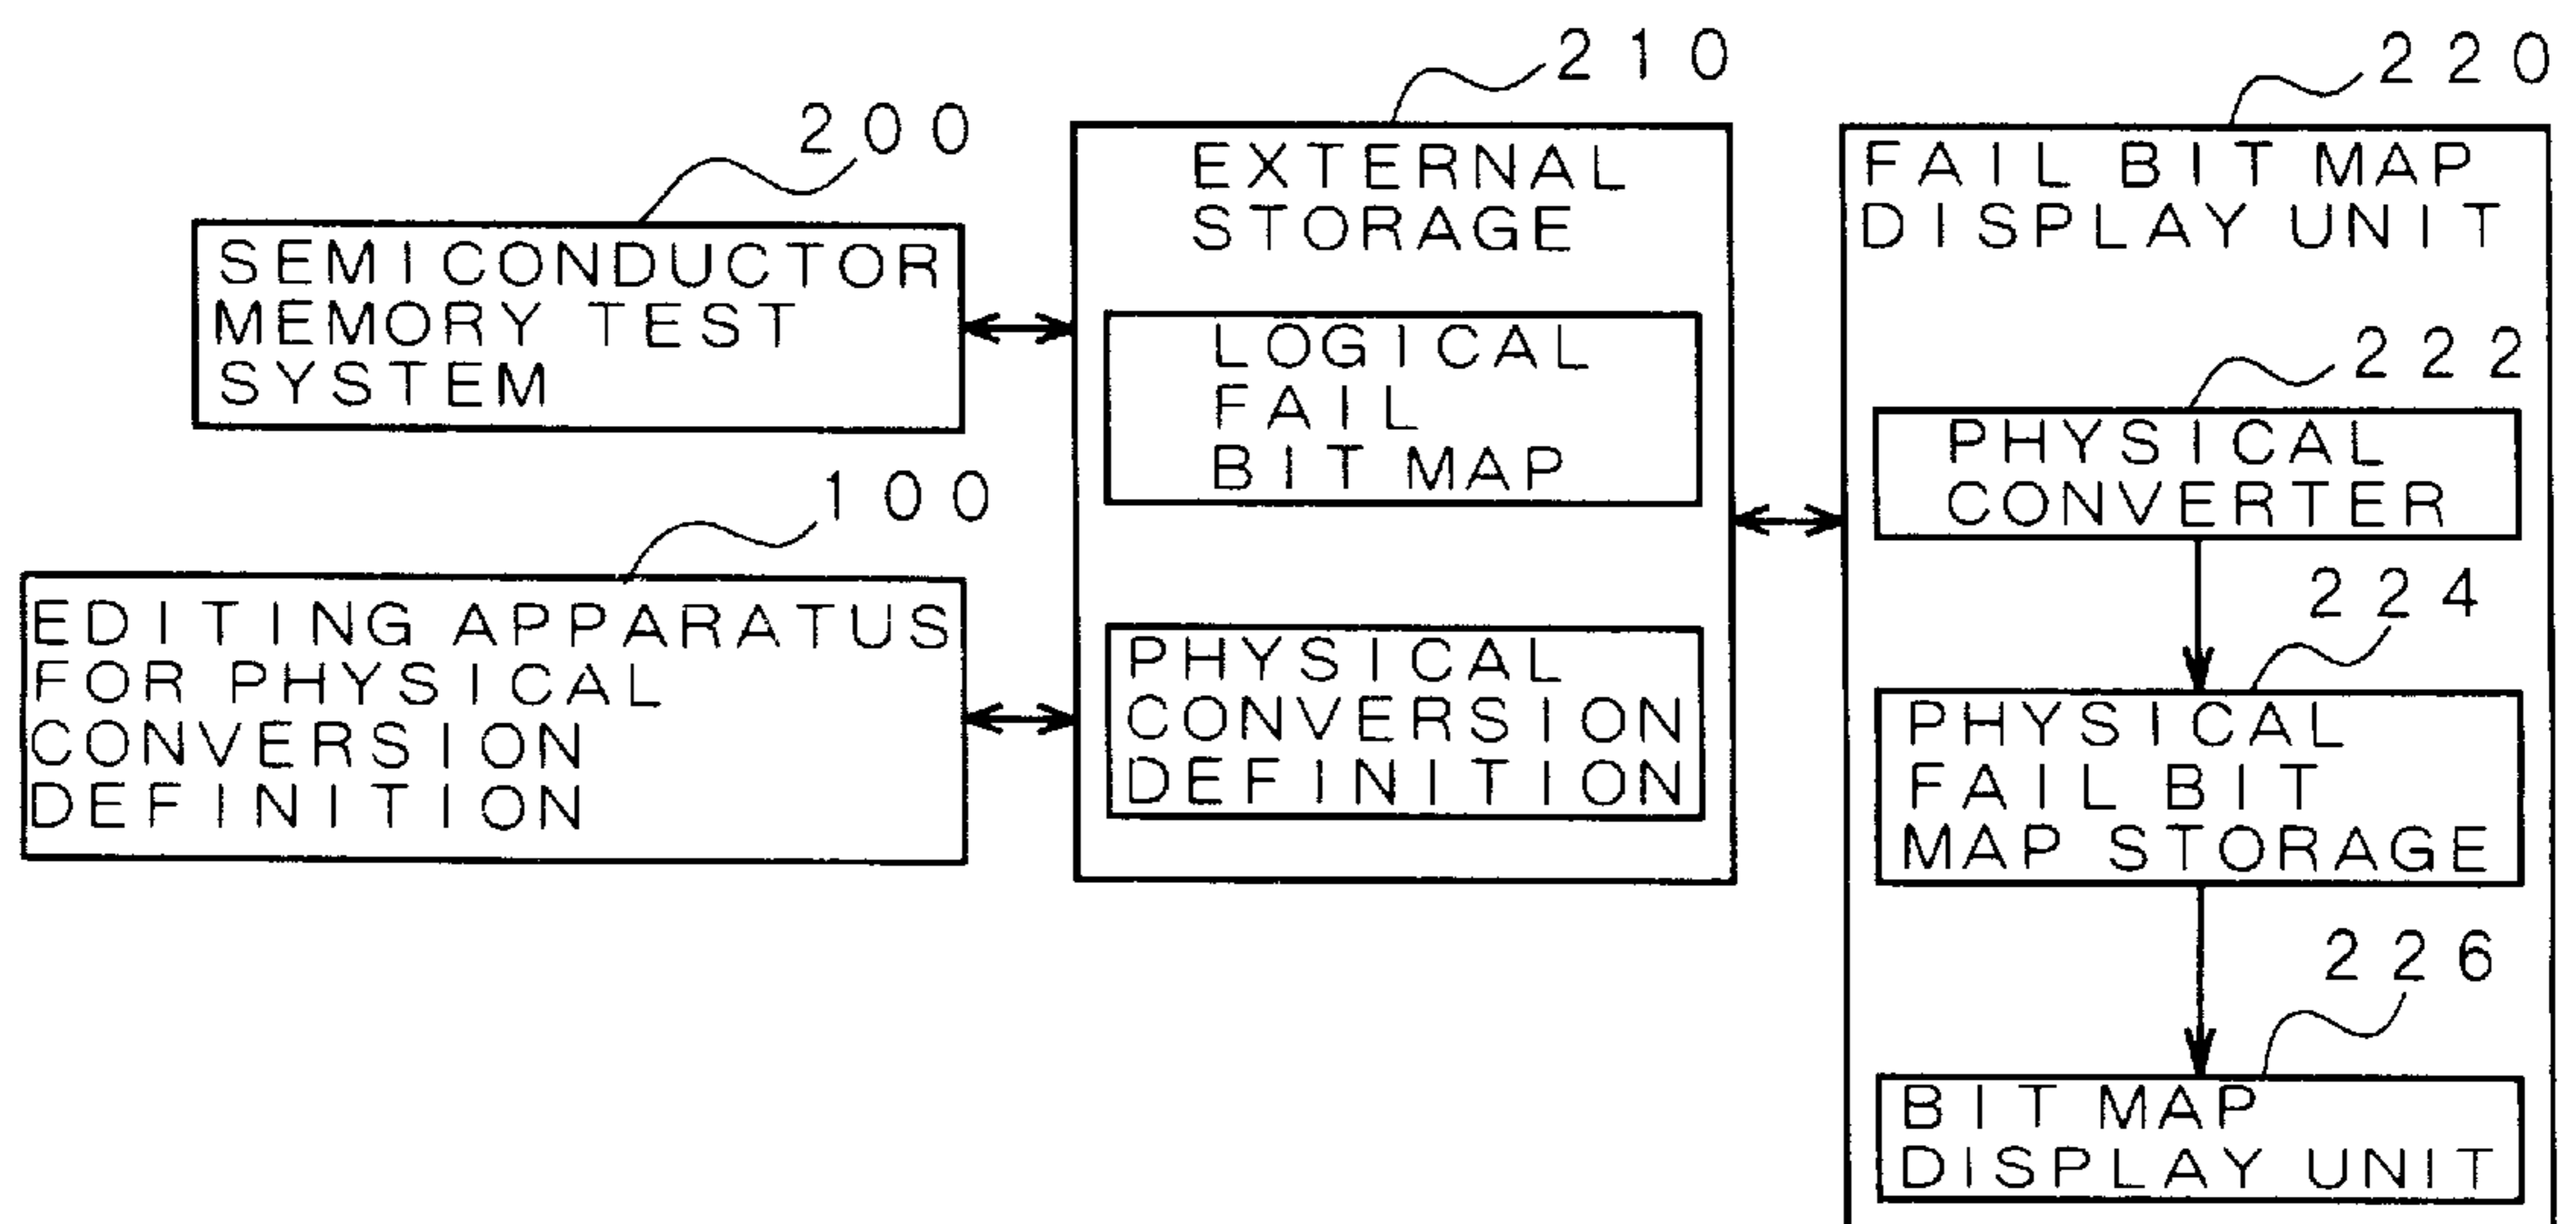 200
SEMICONDUCTOR
MEMORY TEST
SYSTEM
100
EDITING APPARATUS
FOR PHYSICAL
CONVERSION
DEFINITION
210
EXTERNAL
STORAGE
LOGICAL
FAIL
BIT MAP
PHYSICAL
CONVERSION
DEFINITION
220
FAIL BIT MAP
DISPLAY UNIT
222
PHYSICAL
CONVERTER
224
PHYSICAL
FAIL BIT
MAP STORAGE
226
BIT MAP
DISPLAY UNIT